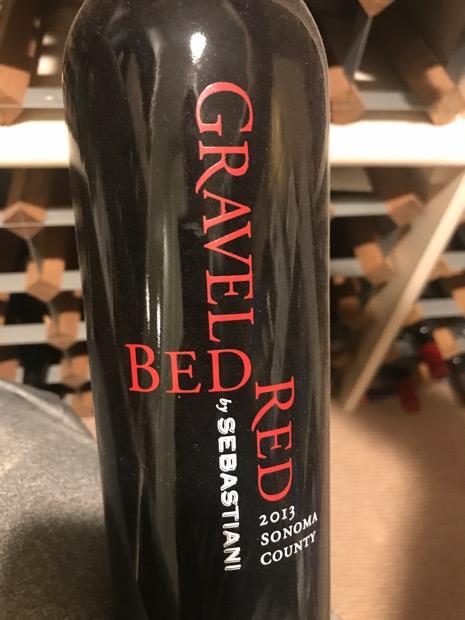 GRAVEL
BED
RED
by SEBASTIANI
2013
SONOMA
COUNTY